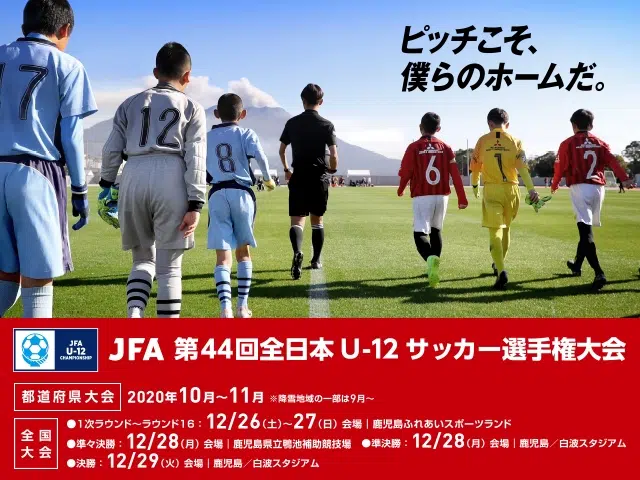 ピッチこそ、
僕らのホームだ。
17
12
8
6
1
2
JFA
U-12
CHAMPIONSHIP
JFA 第44回全日本 U-12 サッカー選手権大会
都道府県大会 2020年10月〜11月 ※降雪地域の一部は9月〜
全国大会
●1次ラウンド〜ラウンド16：12/26(土)〜27(日) 会場｜鹿児島ふれあいスポーツランド
●準々決勝：12/28(月) 会場｜鹿児島県立鴨池補助競技場 ●準決勝：12/28(月) 会場｜鹿児島／白波スタジアム
●決勝：12/29(火) 会場｜鹿児島／白波スタジアム